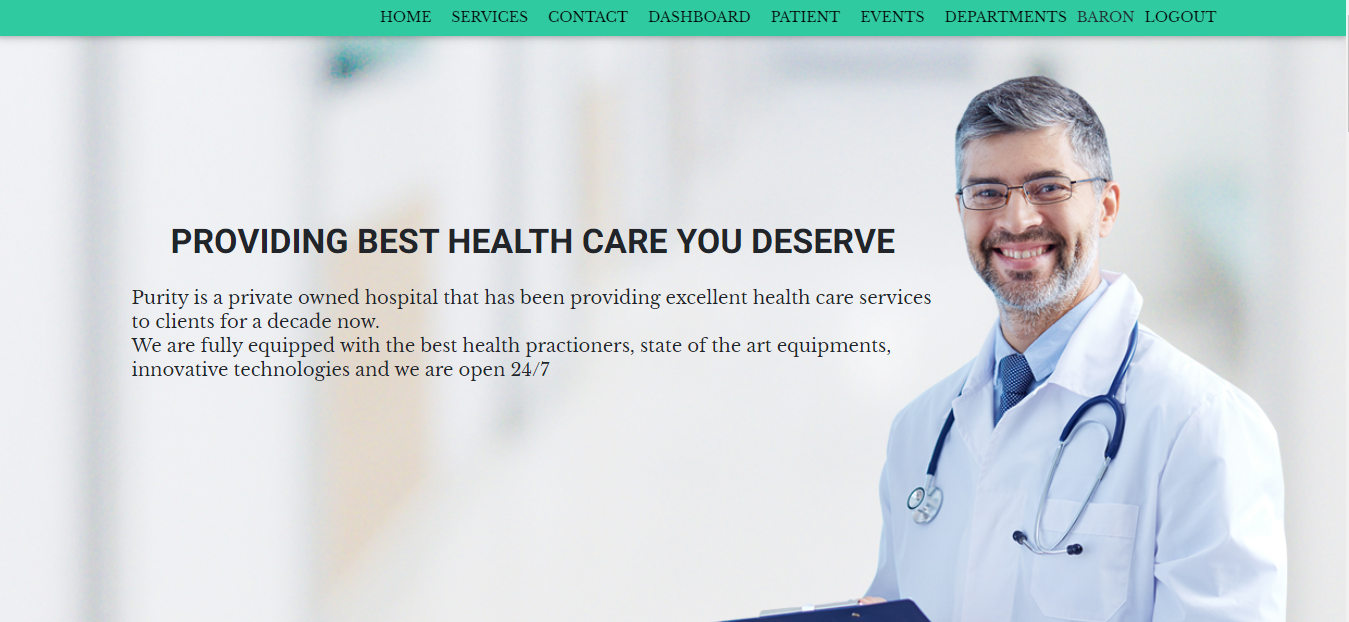 HOME SERVICES CONTACT DASHBOARD PATIENT EVENTS DEPARTMENTS BARON LOGOUT
PROVIDING BEST HEALTH CARE YOU DESERVE
Purity is a private owned hospital that has been providing excellent health care services
to clients for a decade now.
We are fully equipped with the best health practioners, state of the art equipments,
innovative technologies and we are open 24/7